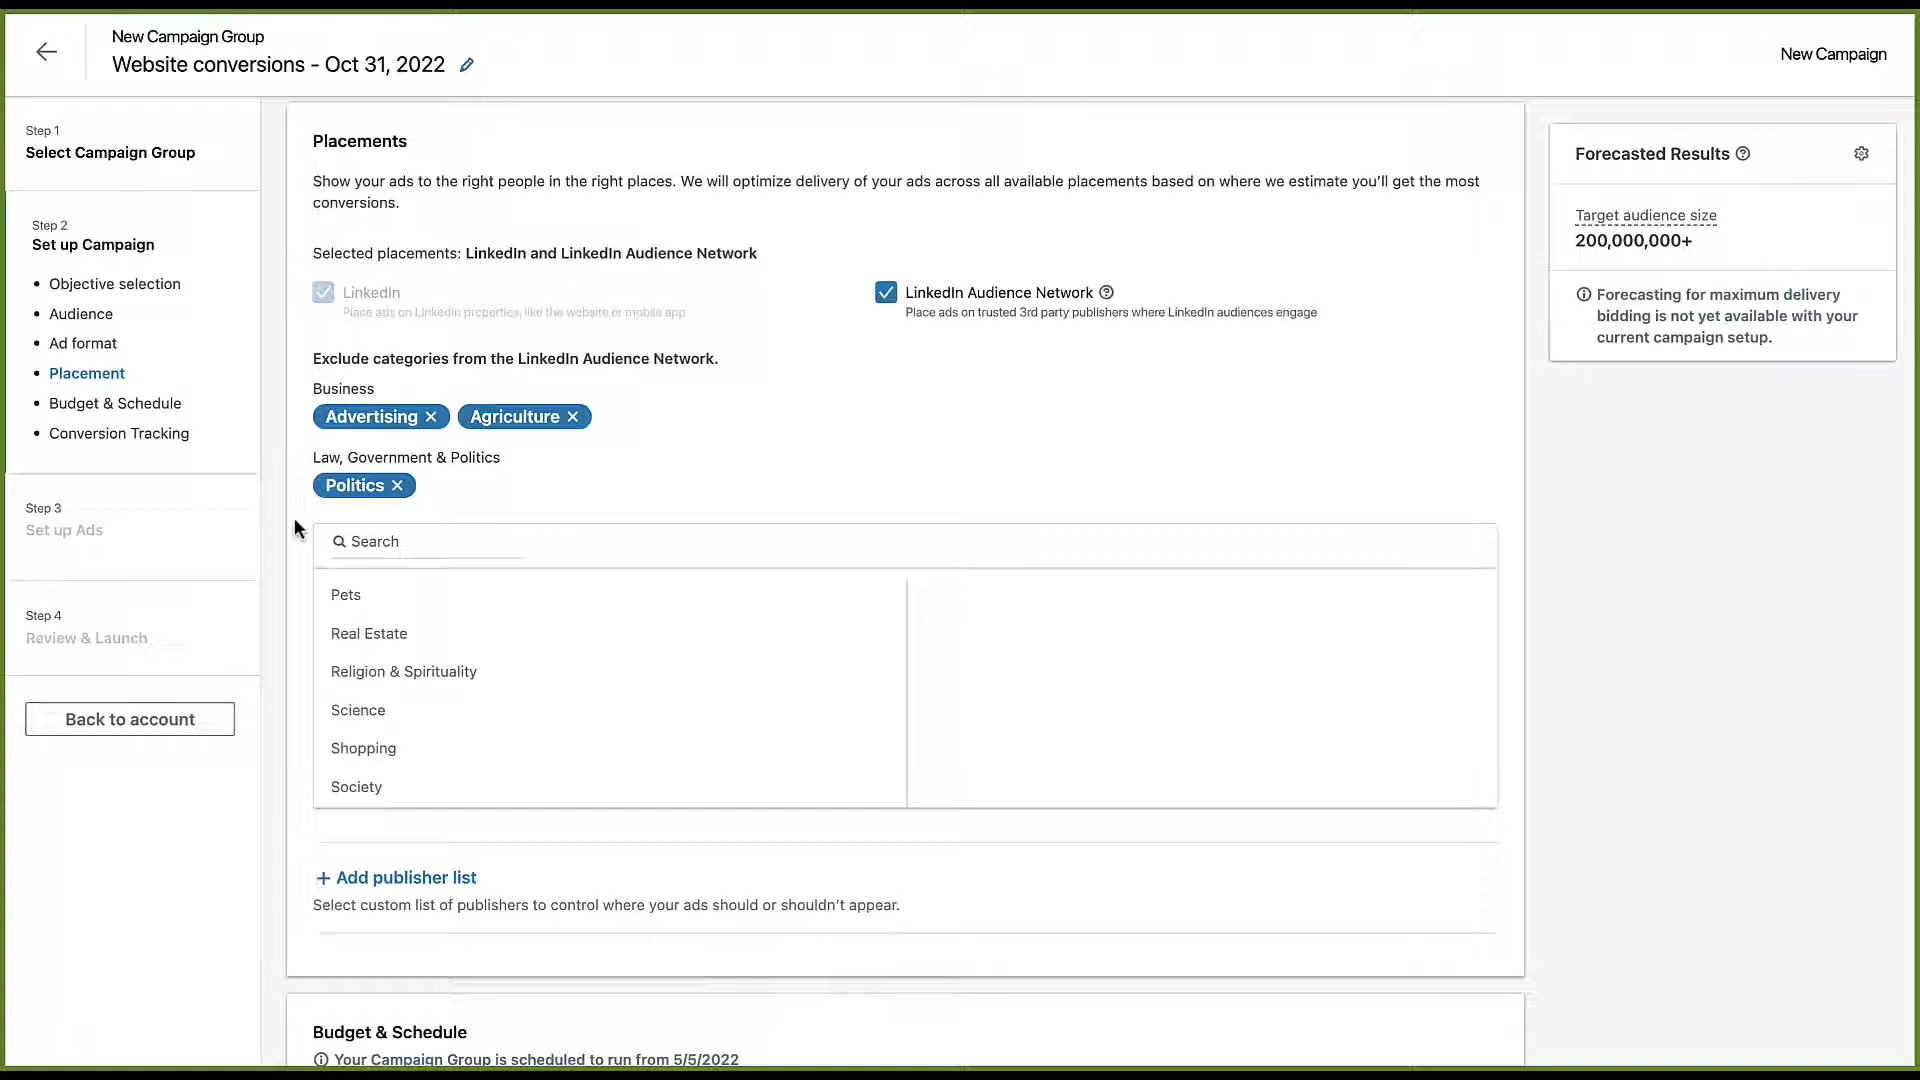 New Campaign Group
Website conversions - Oct 31, 2022
New Campaign
Step 1
Select Campaign Group
Step 2
Set up Campaign
Objective selection
Audience
Ad format
Placement
Budget & Schedule
Conversion Tracking
Step 3
Set up Ads
Step 4
Review & Launch
Back to account
Placements
Show your ads to the right people in the right places. We will optimize delivery of your ads across all available placements based on where we estimate you’ll get the most
conversions.
Selected placements: LinkedIn and LinkedIn Audience Network
LinkedIn
Place ads on LinkedIn properties, like the website or mobile app
LinkedIn Audience Network
Place ads on trusted 3rd party publishers where LinkedIn audiences engage
Exclude categories from the LinkedIn Audience Network.
Business
Advertising
Agriculture
Law, Government & Politics
Politics
Search
Pets
Real Estate
Religion & Spirituality
Science
Shopping
Society
+ Add publisher list
Select custom list of publishers to control where your ads should or shouldn’t appear.
Budget & Schedule
Your Campaign Group is scheduled to run from 5/5/2022
Forecasted Results
Target audience size
200,000,000+
Forecasting for maximum delivery
bidding is not yet available with your
current campaign setup.